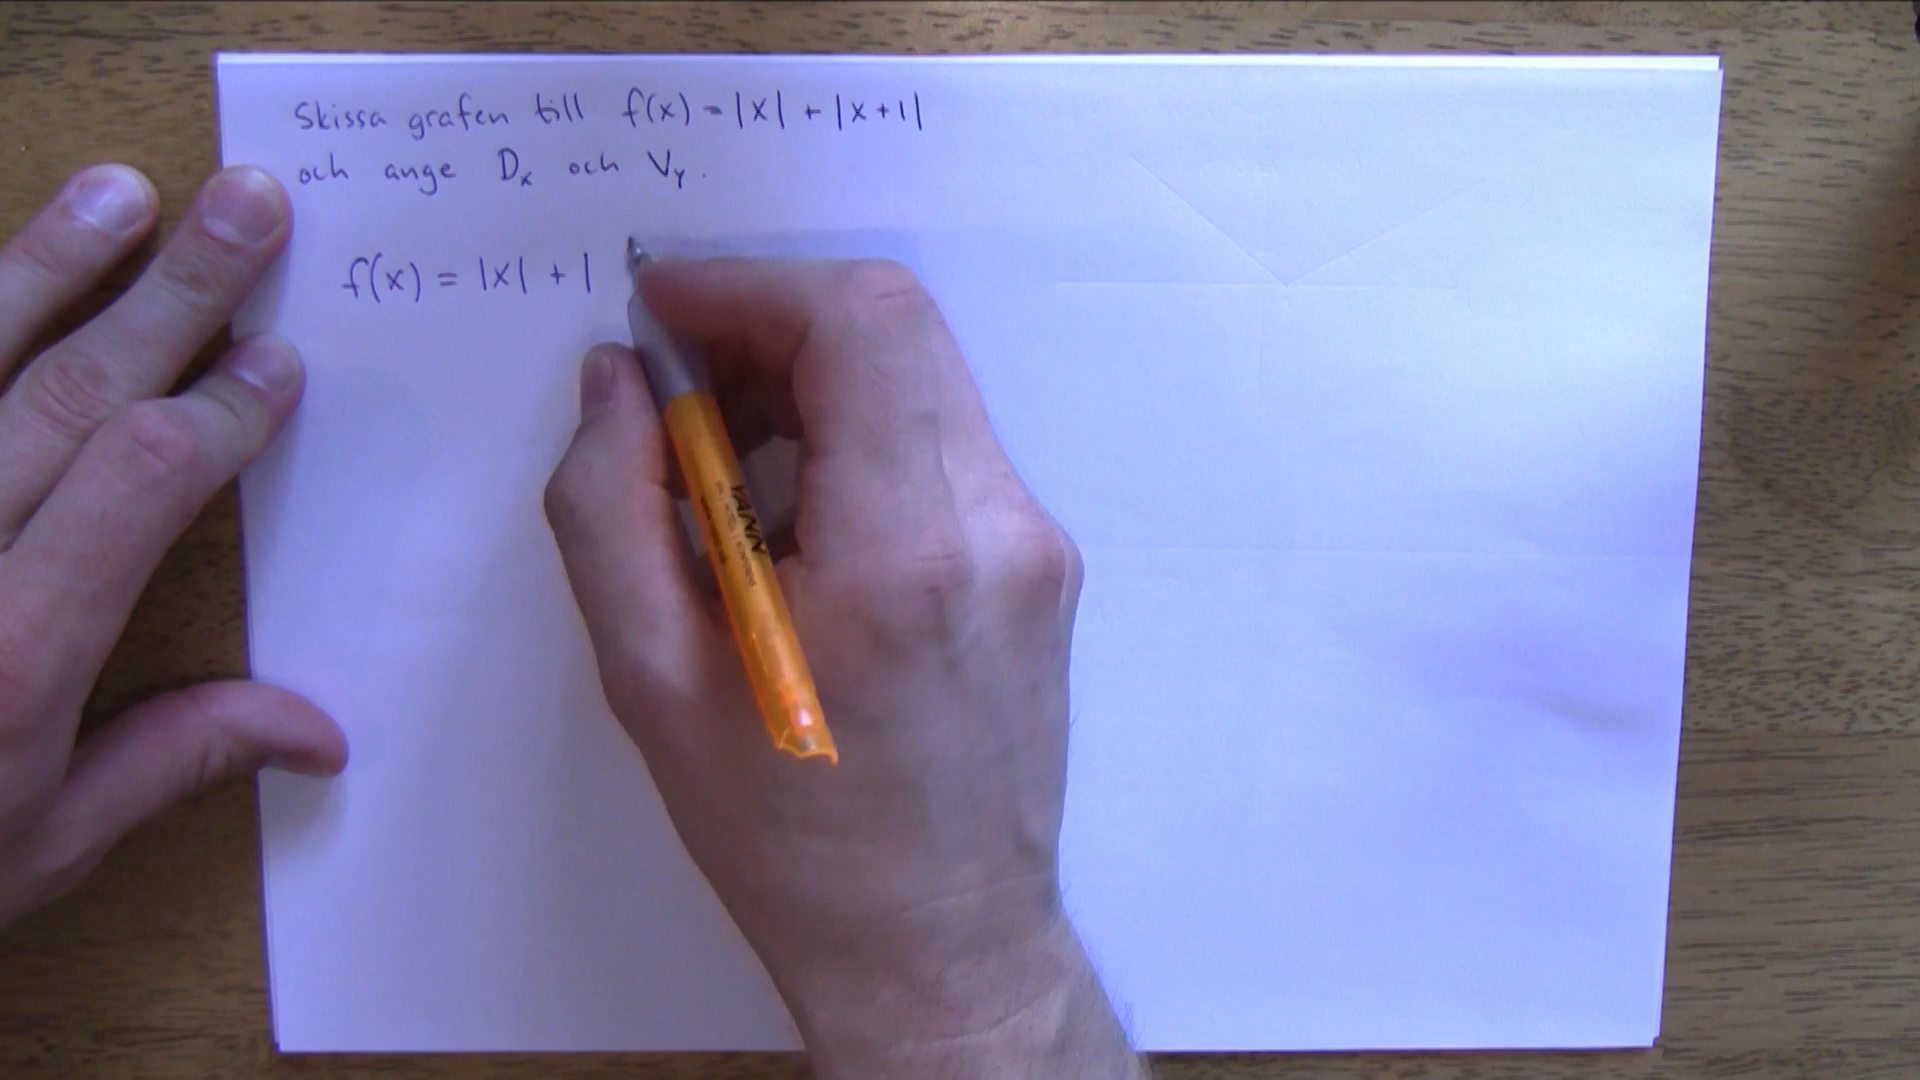 Skissa grafen till f(x) = |x| + |x+1|
och ange Dx och Vy.
f(x) = |x| + |